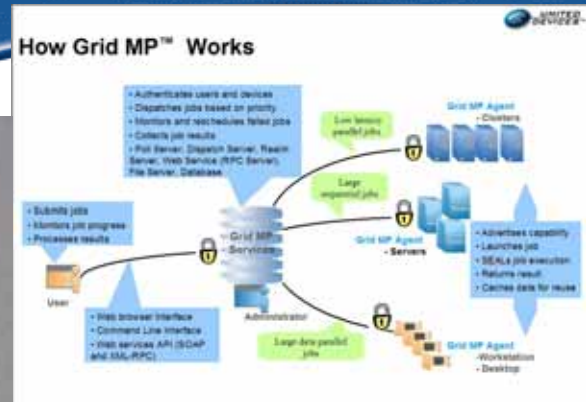 UNITED DEVICES
How Grid MP™ Works
• Authenticates users and devices
• Dispatches jobs based on priority
• Monitors and reschedules failed jobs
• Collects job results
• Poll Server, Dispatch Server, Realm
Server, Web Service (RPC Server),
File Server, Database
Low latency
parallel jobs
Grid MP Agent
- Clusters
Large
sequential jobs
• Submits jobs
• Monitors job progress
• Processes results
Grid MP
Services
Grid MP Agent
- Servers
• Advertises capability
• Launches job
• SEALs job execution
• Returns result
• Caches data for reuse
User
Administrator
• Web browser Interface
• Command Line Interface
• Web services API (SOAP
and XML-RPC)
Large data parallel
jobs
Grid MP Agent
-Workstation
- Desktop